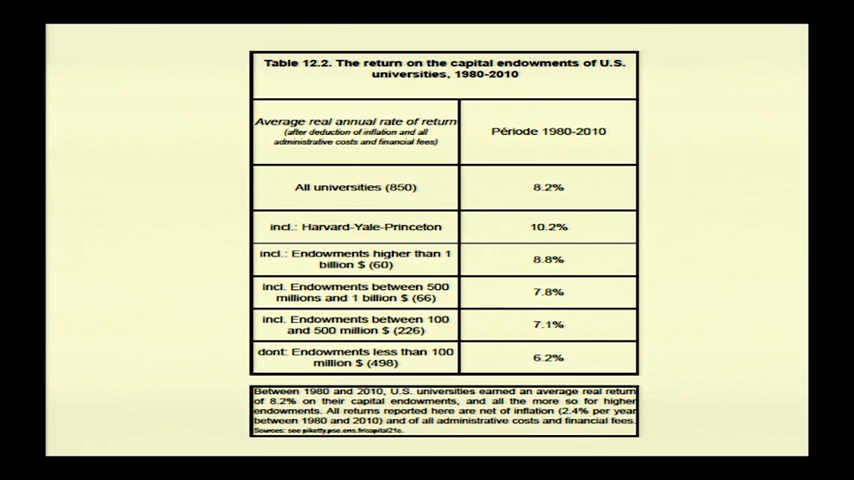 Table 12.2. The return on the capital endowments of U.S.
universities, 1980-2010
Average real annual rate of return
(after deduction of inflation and all
administrative costs and financial fees)
Période 1980-2010
All universities (850)
8.2%
incl.: Harvard-Yale-Princeton
10.2%
incl.: Endowments higher than 1
billion $ (60)
8.8%
incl. Endowments between 500
millions and 1 billion $ (66)
7.8%
incl. Endowments between 100
and 500 million $ (226)
7.1%
dont: Endowments less than 100
million $ (498)
6.2%
Between 1980 and 2010, U.S. universities earned an average real return
of 8.2% on their capital endowments, and all the more so for higher
endowments. All returns reported here are net of inflation (2.4% per year
between 1980 and 2010) and of all administrative costs and financial fees.
Sources: see piketty.pse.ens.fr/capital21c.